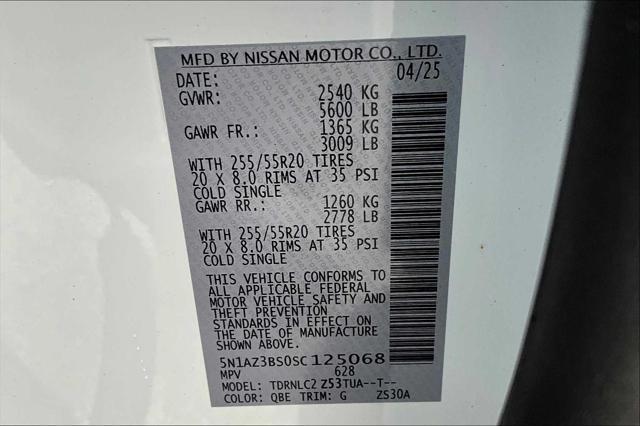 MFD BY NISSAN MOTOR CO., LTD.
DATE: 04/25
GVWR: 2540 KG
5600 LB
GAWR FR.: 1365 KG
3009 LB
WITH 255/55R20 TIRES
20 X 8.0 RIMS AT 35 PSI
COLD SINGLE
GAWR RR.: 1260 KG
2778 LB
WITH 255/55R20 TIRES
20 X 8.0 RIMS AT 35 PSI
COLD SINGLE
THIS VEHICLE CONFORMS TO
ALL APPLICABLE FEDERAL
MOTOR VEHICLE SAFETY AND
THEFT PREVENTION
STANDARDS IN EFFECT ON
THE DATE OF MANUFACTURE
SHOWN ABOVE.
5N1AZ3BS0SC125068
MPV 628
MODEL: TDRNLC2 Z53TUA--T--
COLOR: QBE TRIM: G ZS30A